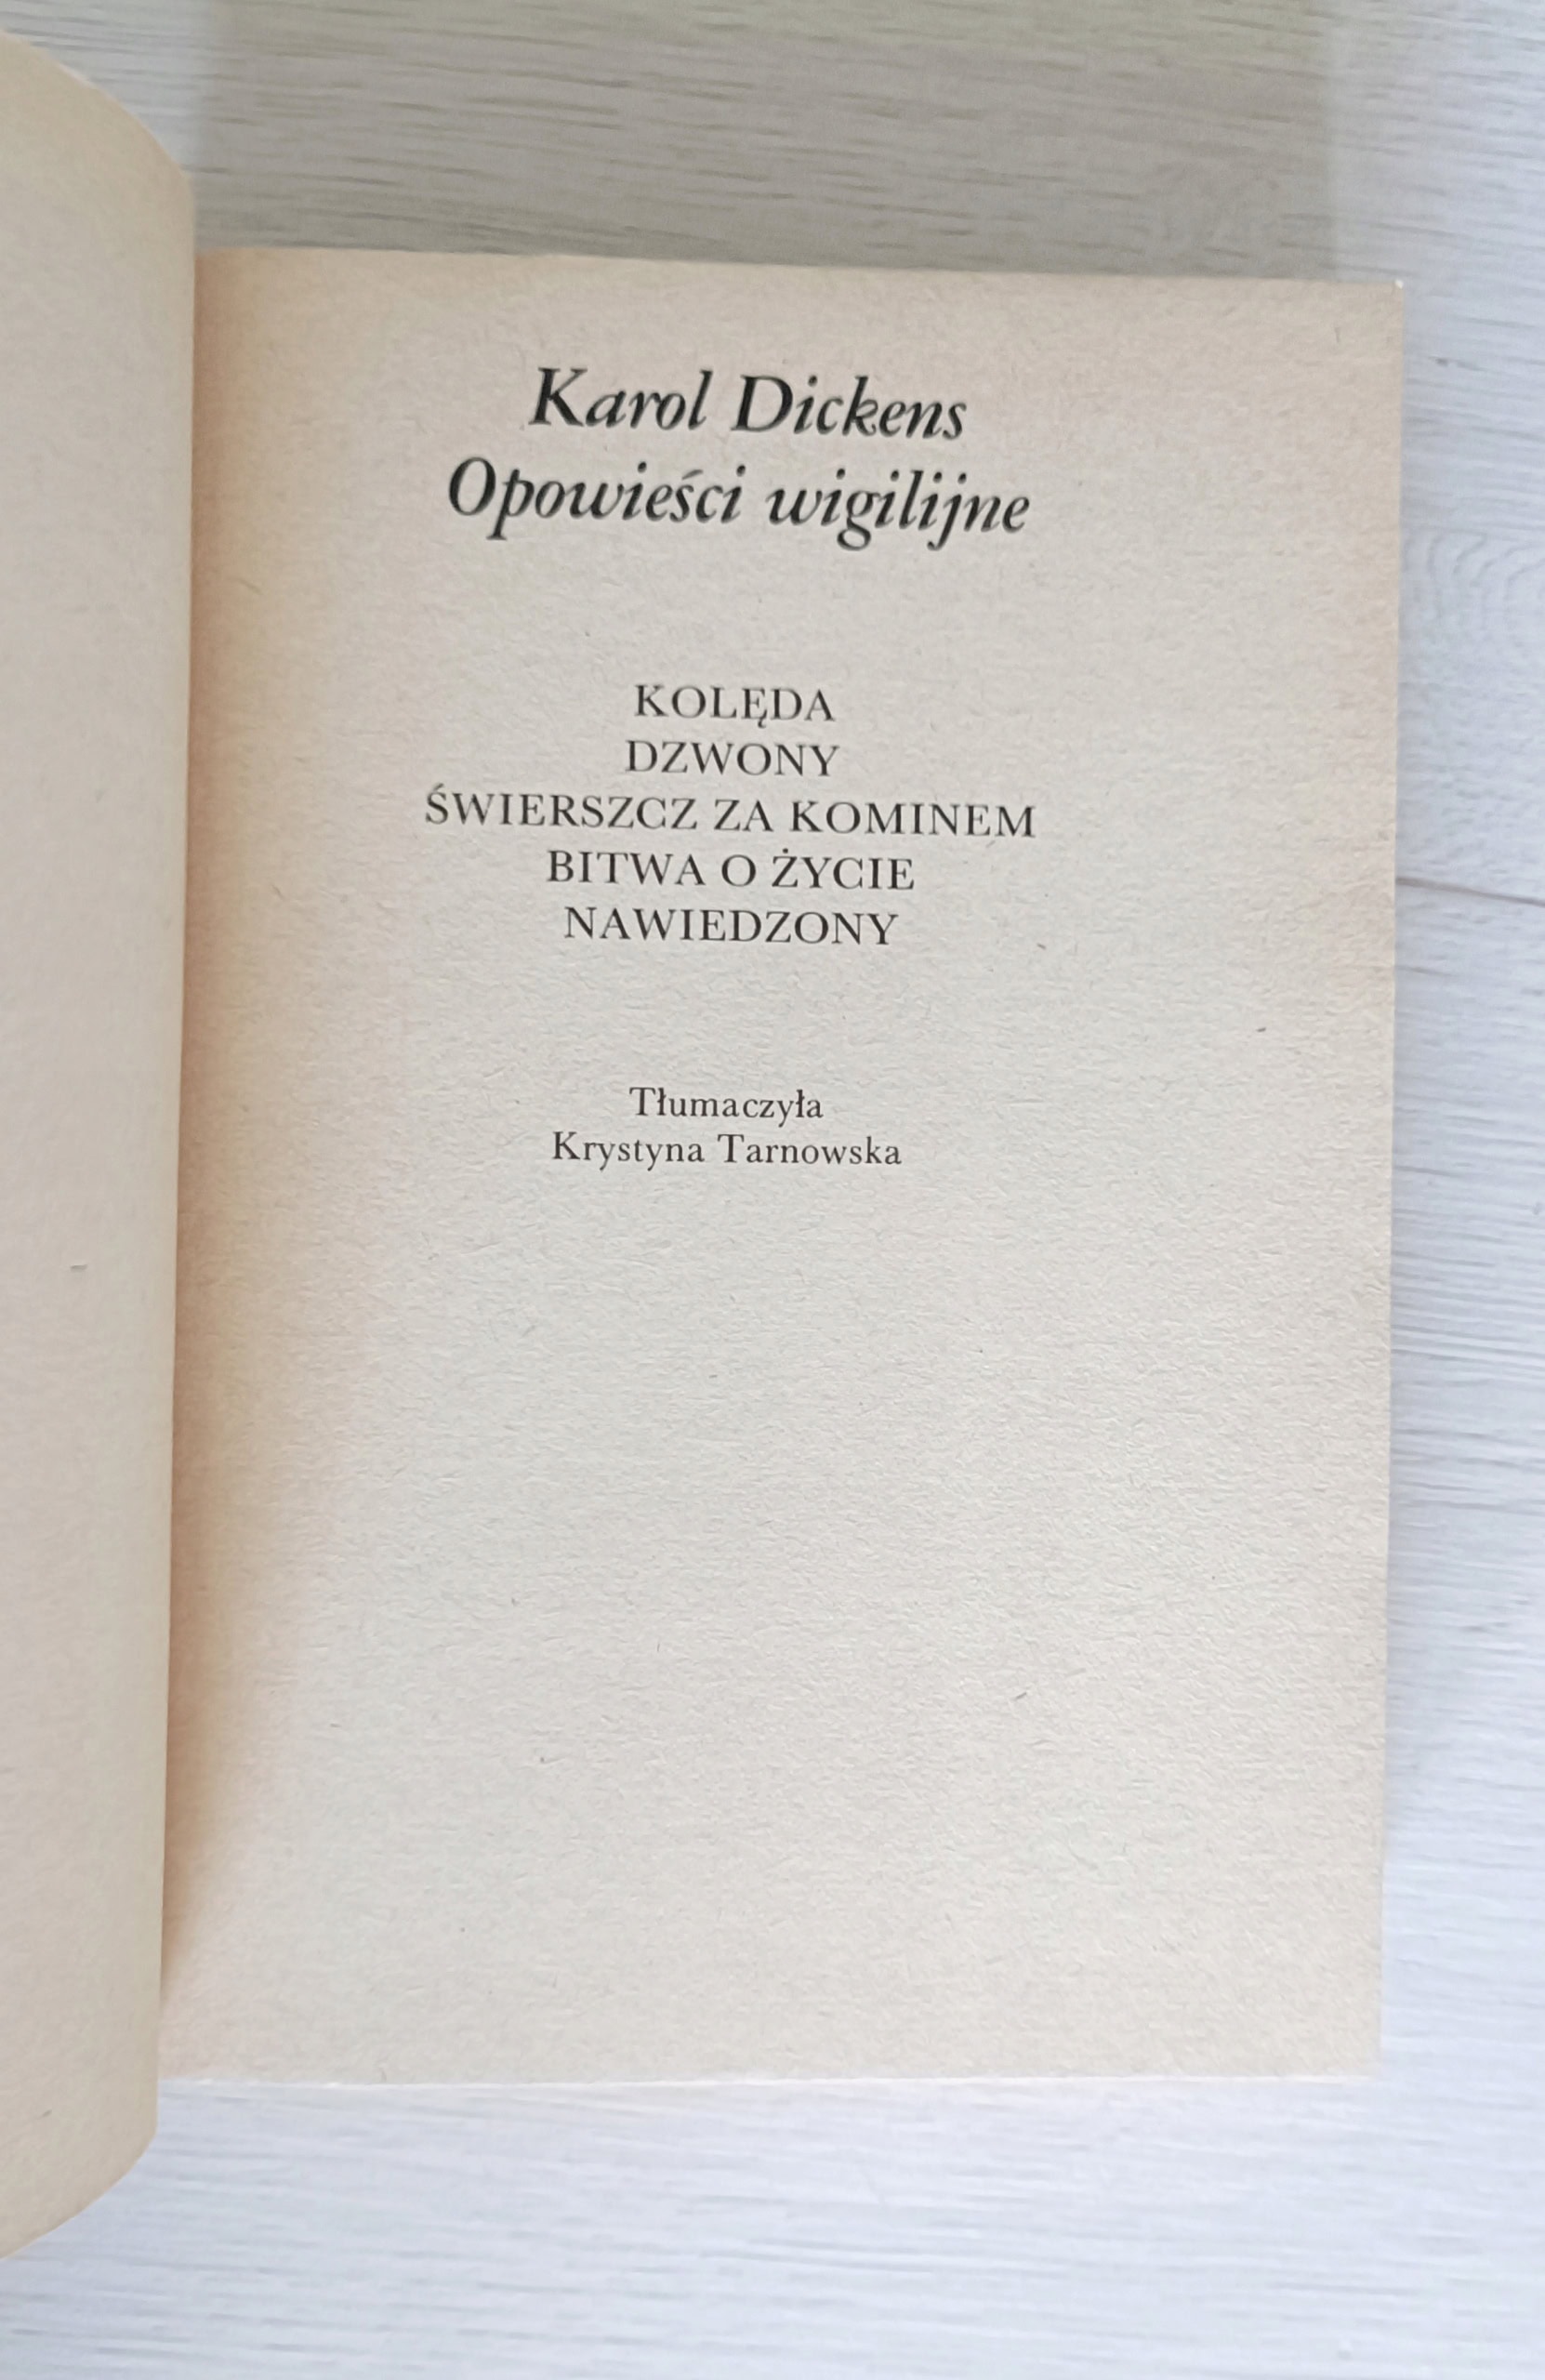 Karol Dickens
Opowieści wigilijne
KOLĘDA
DZWONY
ŚWIERSZCZ ZA KOMINEM
BITWA O ŻYCIE
NAWIEDZONY
Tłumaczyła
Krystyna Tarnowska